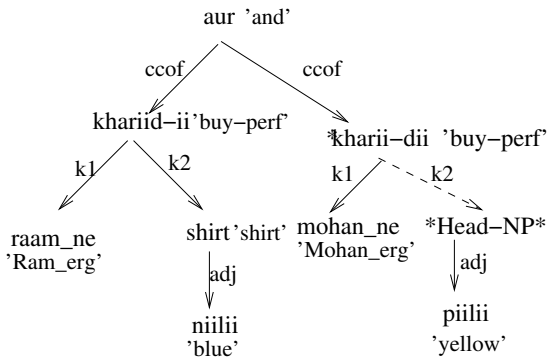 aur 'and'
ccof ccof
khariid-ii 'buy-perf' *kharii-dii 'buy-perf'
k1 k2 k1 k2
raam_ne shirt 'shirt' mohan_ne *Head-NP*
'Ram_erg' 'Mohan_erg'
adj adj
niilii piilii
'blue' 'yellow'